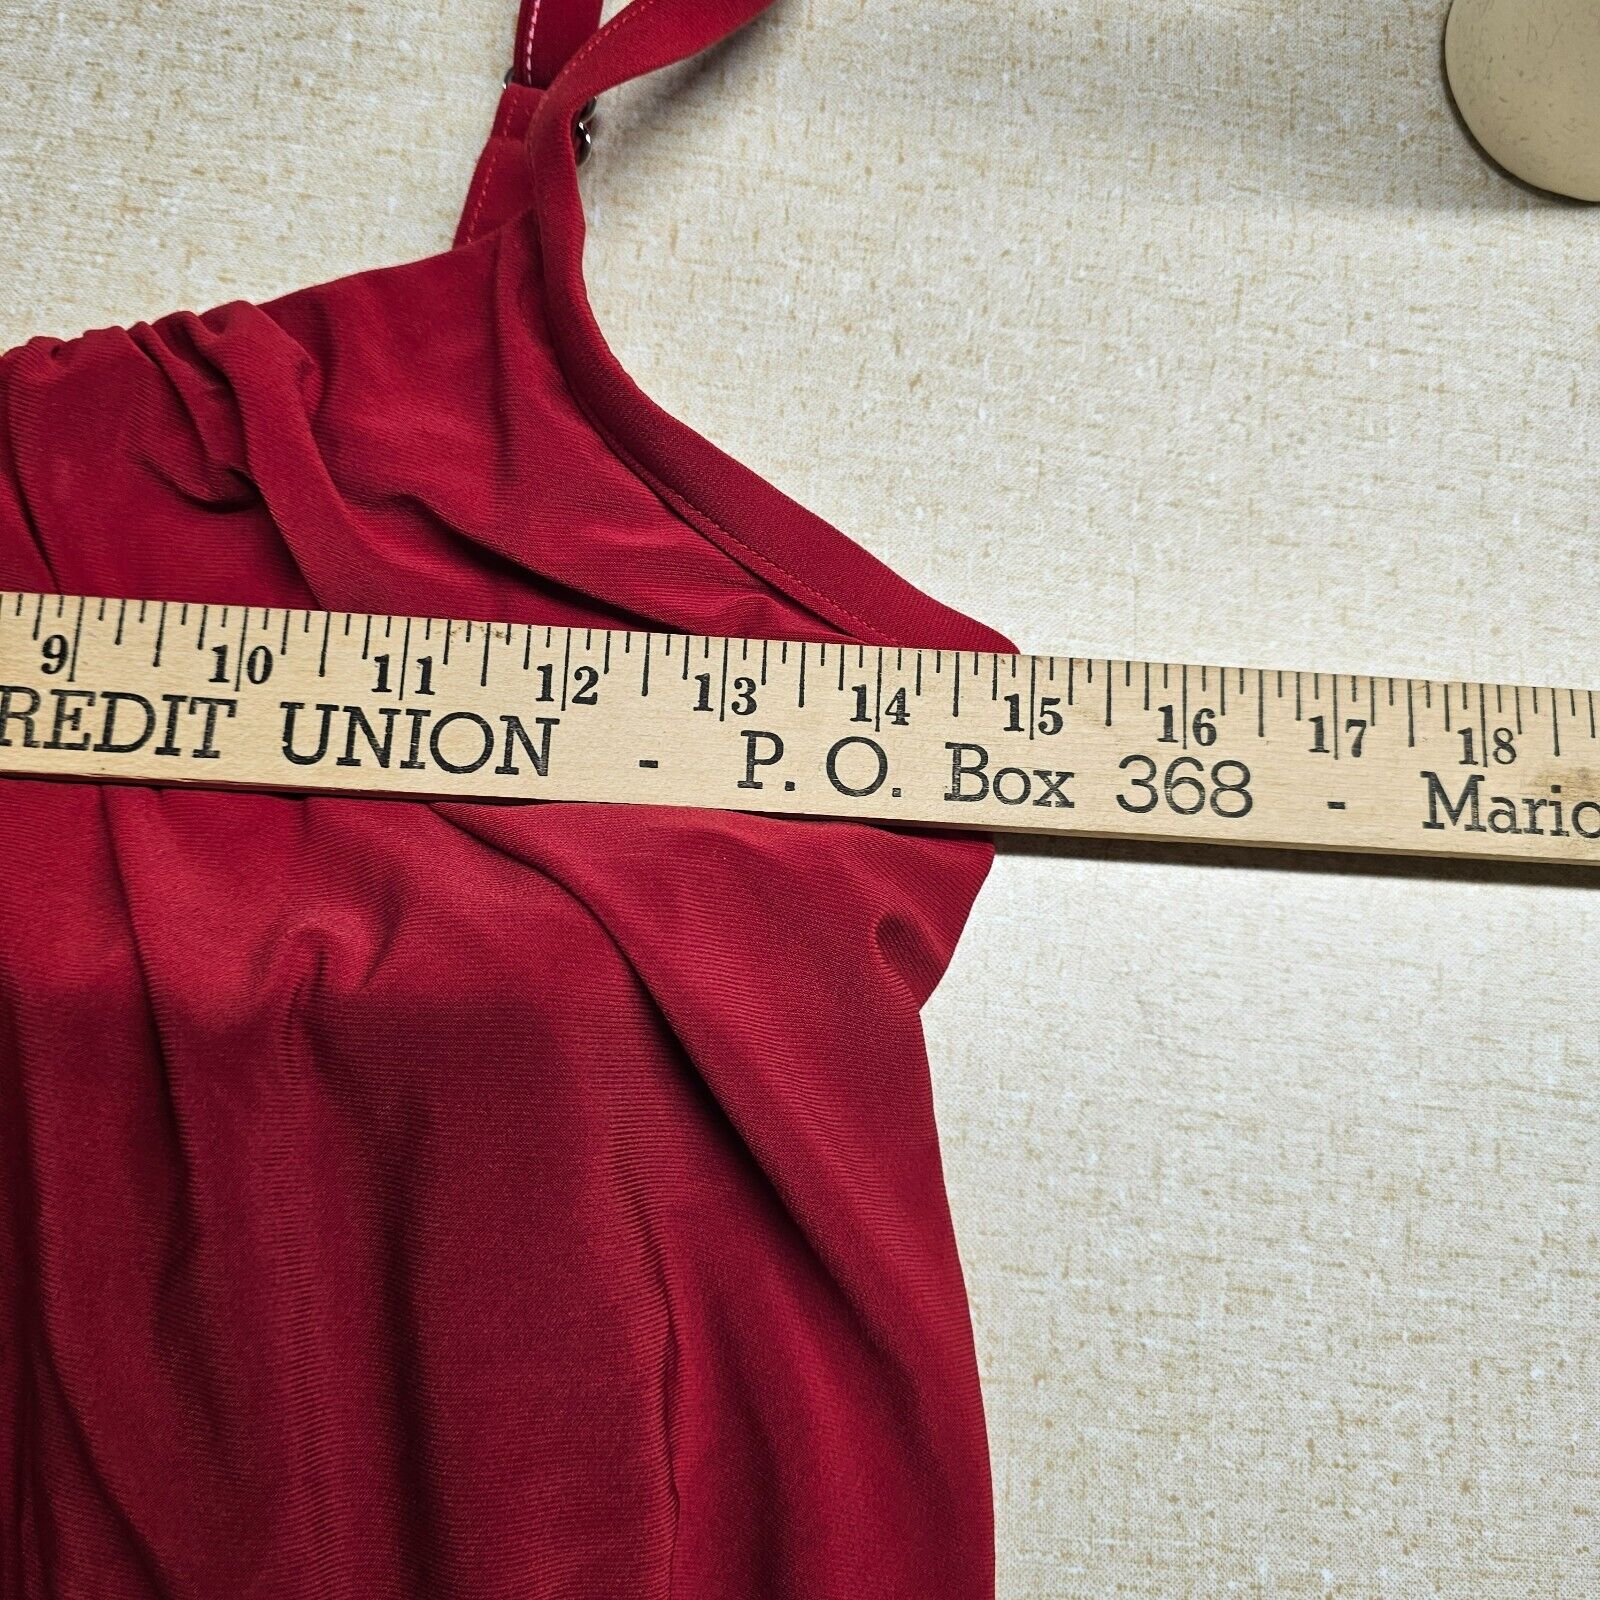 9 10 11 12 13 14 15 16 17 18
REDIT UNION - P. O. Box 368 - Mario